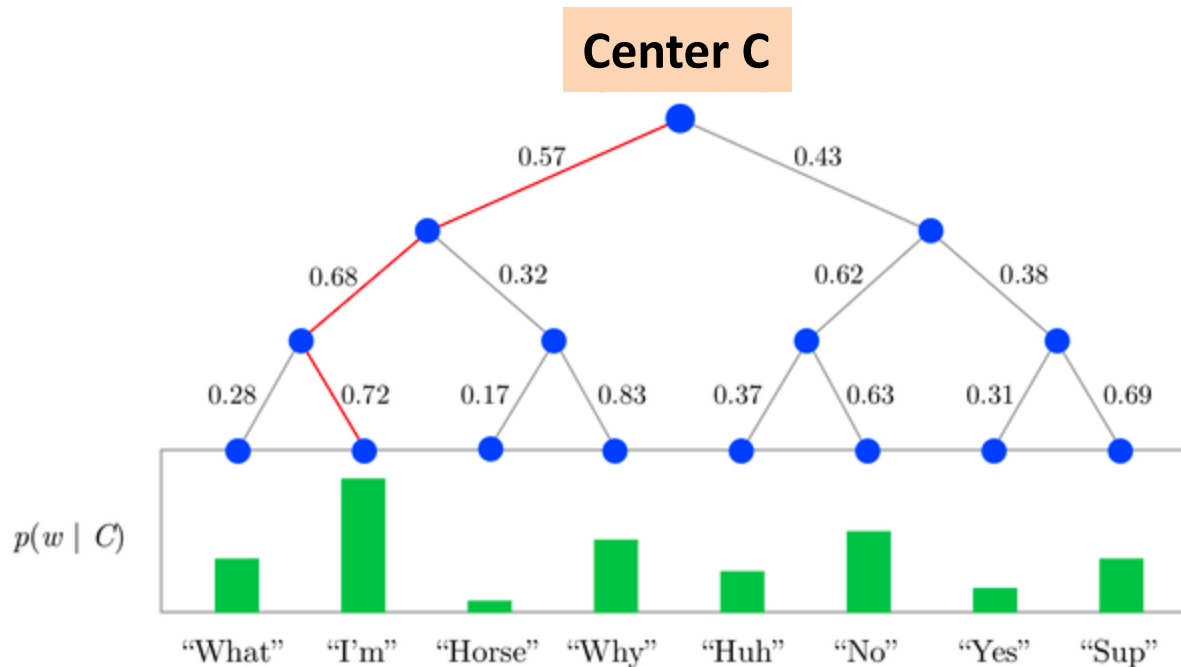 Center C
0.57 0.43
0.68 0.32 0.62 0.38
0.28 0.72 0.17 0.83 0.37 0.63 0.31 0.69
p(w | C)
“What” “I’m” “Horse” “Why” “Huh” “No” “Yes” “Sup”